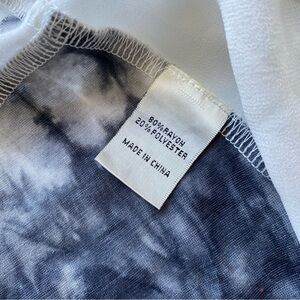 80% RAYON
20% POLYESTER
MADE IN CHINA